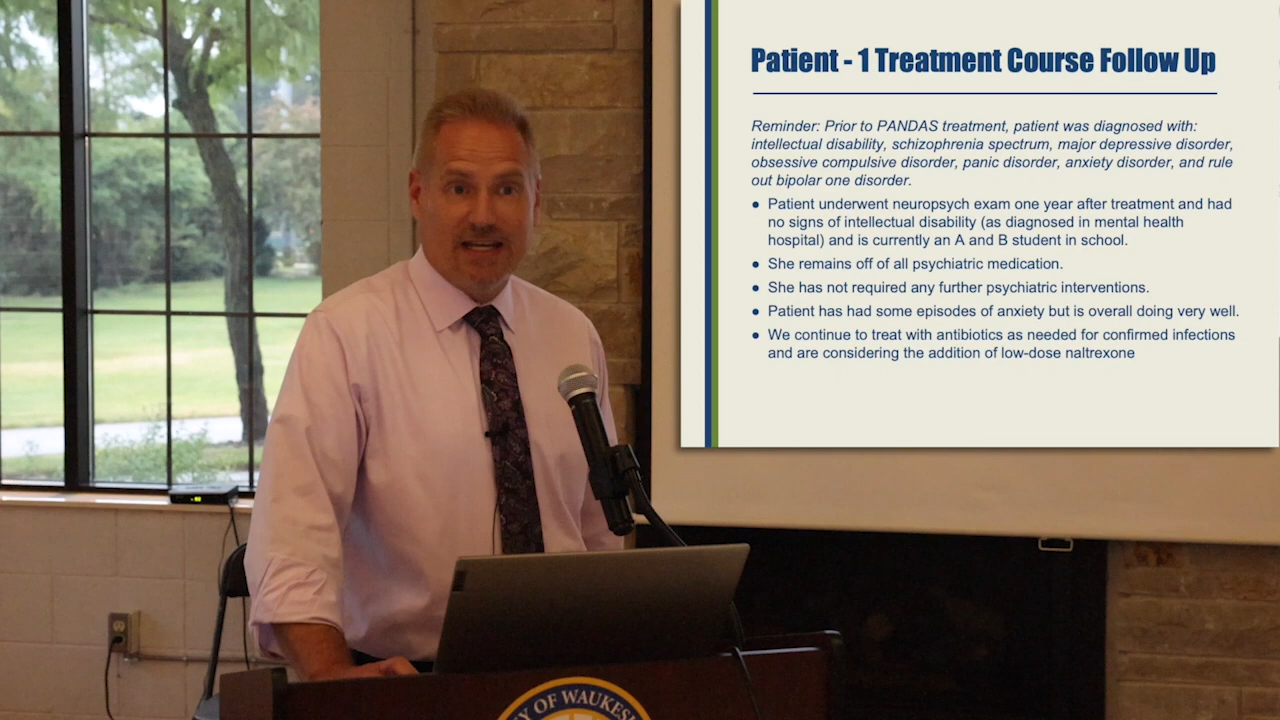 Patient - 1 Treatment Course Follow Up
Reminder: Prior to PANDAS treatment, patient was diagnosed with:
intellectual disability, schizophrenia spectrum, major depressive disorder,
obsessive compulsive disorder, panic disorder, anxiety disorder, and rule
out bipolar one disorder.
● Patient underwent neuropsych exam one year after treatment and had
no signs of intellectual disability (as diagnosed in mental health
hospital) and is currently an A and B student in school.
● She remains off of all psychiatric medication.
● She has not required any further psychiatric interventions.
● Patient has had some episodes of anxiety but is overall doing very well.
● We continue to treat with antibiotics as needed for confirmed infections
and are considering the addition of low-dose naltrexone
OF WAUKES